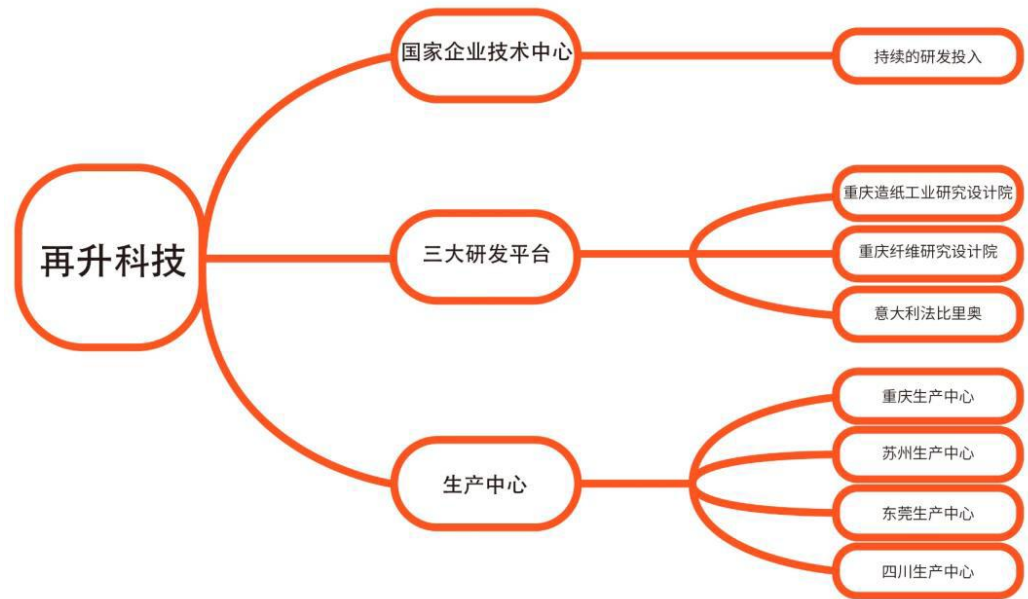 再升科技
国家企业技术中心
持续的研发投入
三大研发平台
重庆造纸工业研究设计院
重庆纤维研究设计院
意大利法比里奥
生产中心
重庆生产中心
苏州生产中心
东莞生产中心
四川生产中心